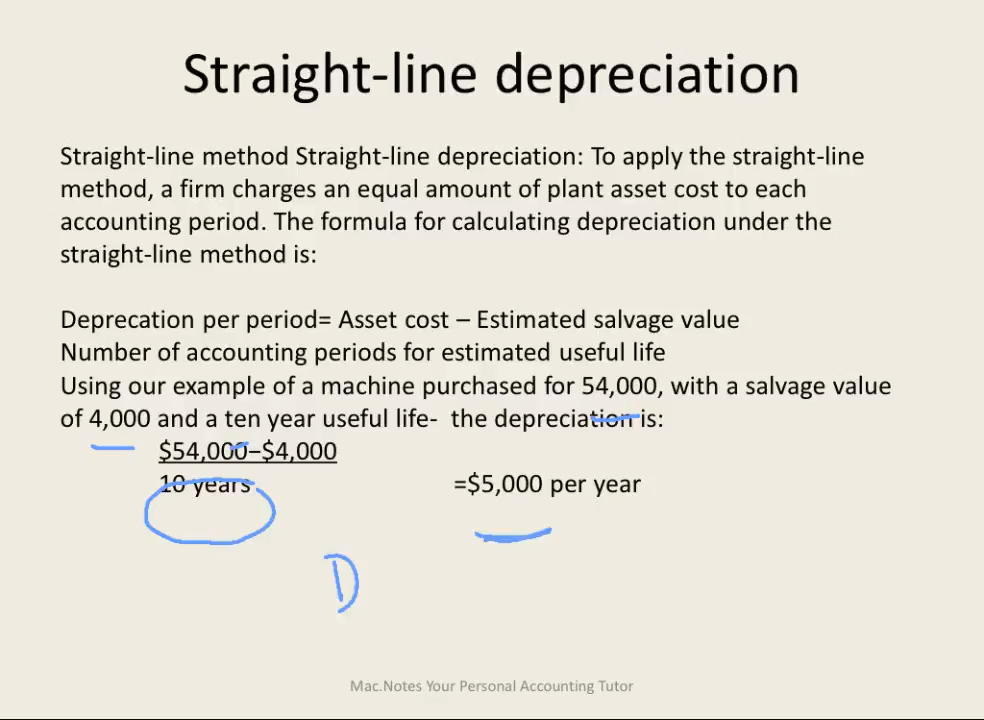 Straight-line depreciation
Straight-line method Straight-line depreciation: To apply the straight-line
method, a firm charges an equal amount of plant asset cost to each
accounting period. The formula for calculating depreciation under the
straight-line method is:
Deprecation per period= Asset cost – Estimated salvage value
Number of accounting periods for estimated useful life
Using our example of a machine purchased for 54,000, with a salvage value
of 4,000 and a ten year useful life- the depreciation is:
$54,000–$4,000
10 years =$5,000 per year
D
Mac.Notes Your Personal Accounting Tutor